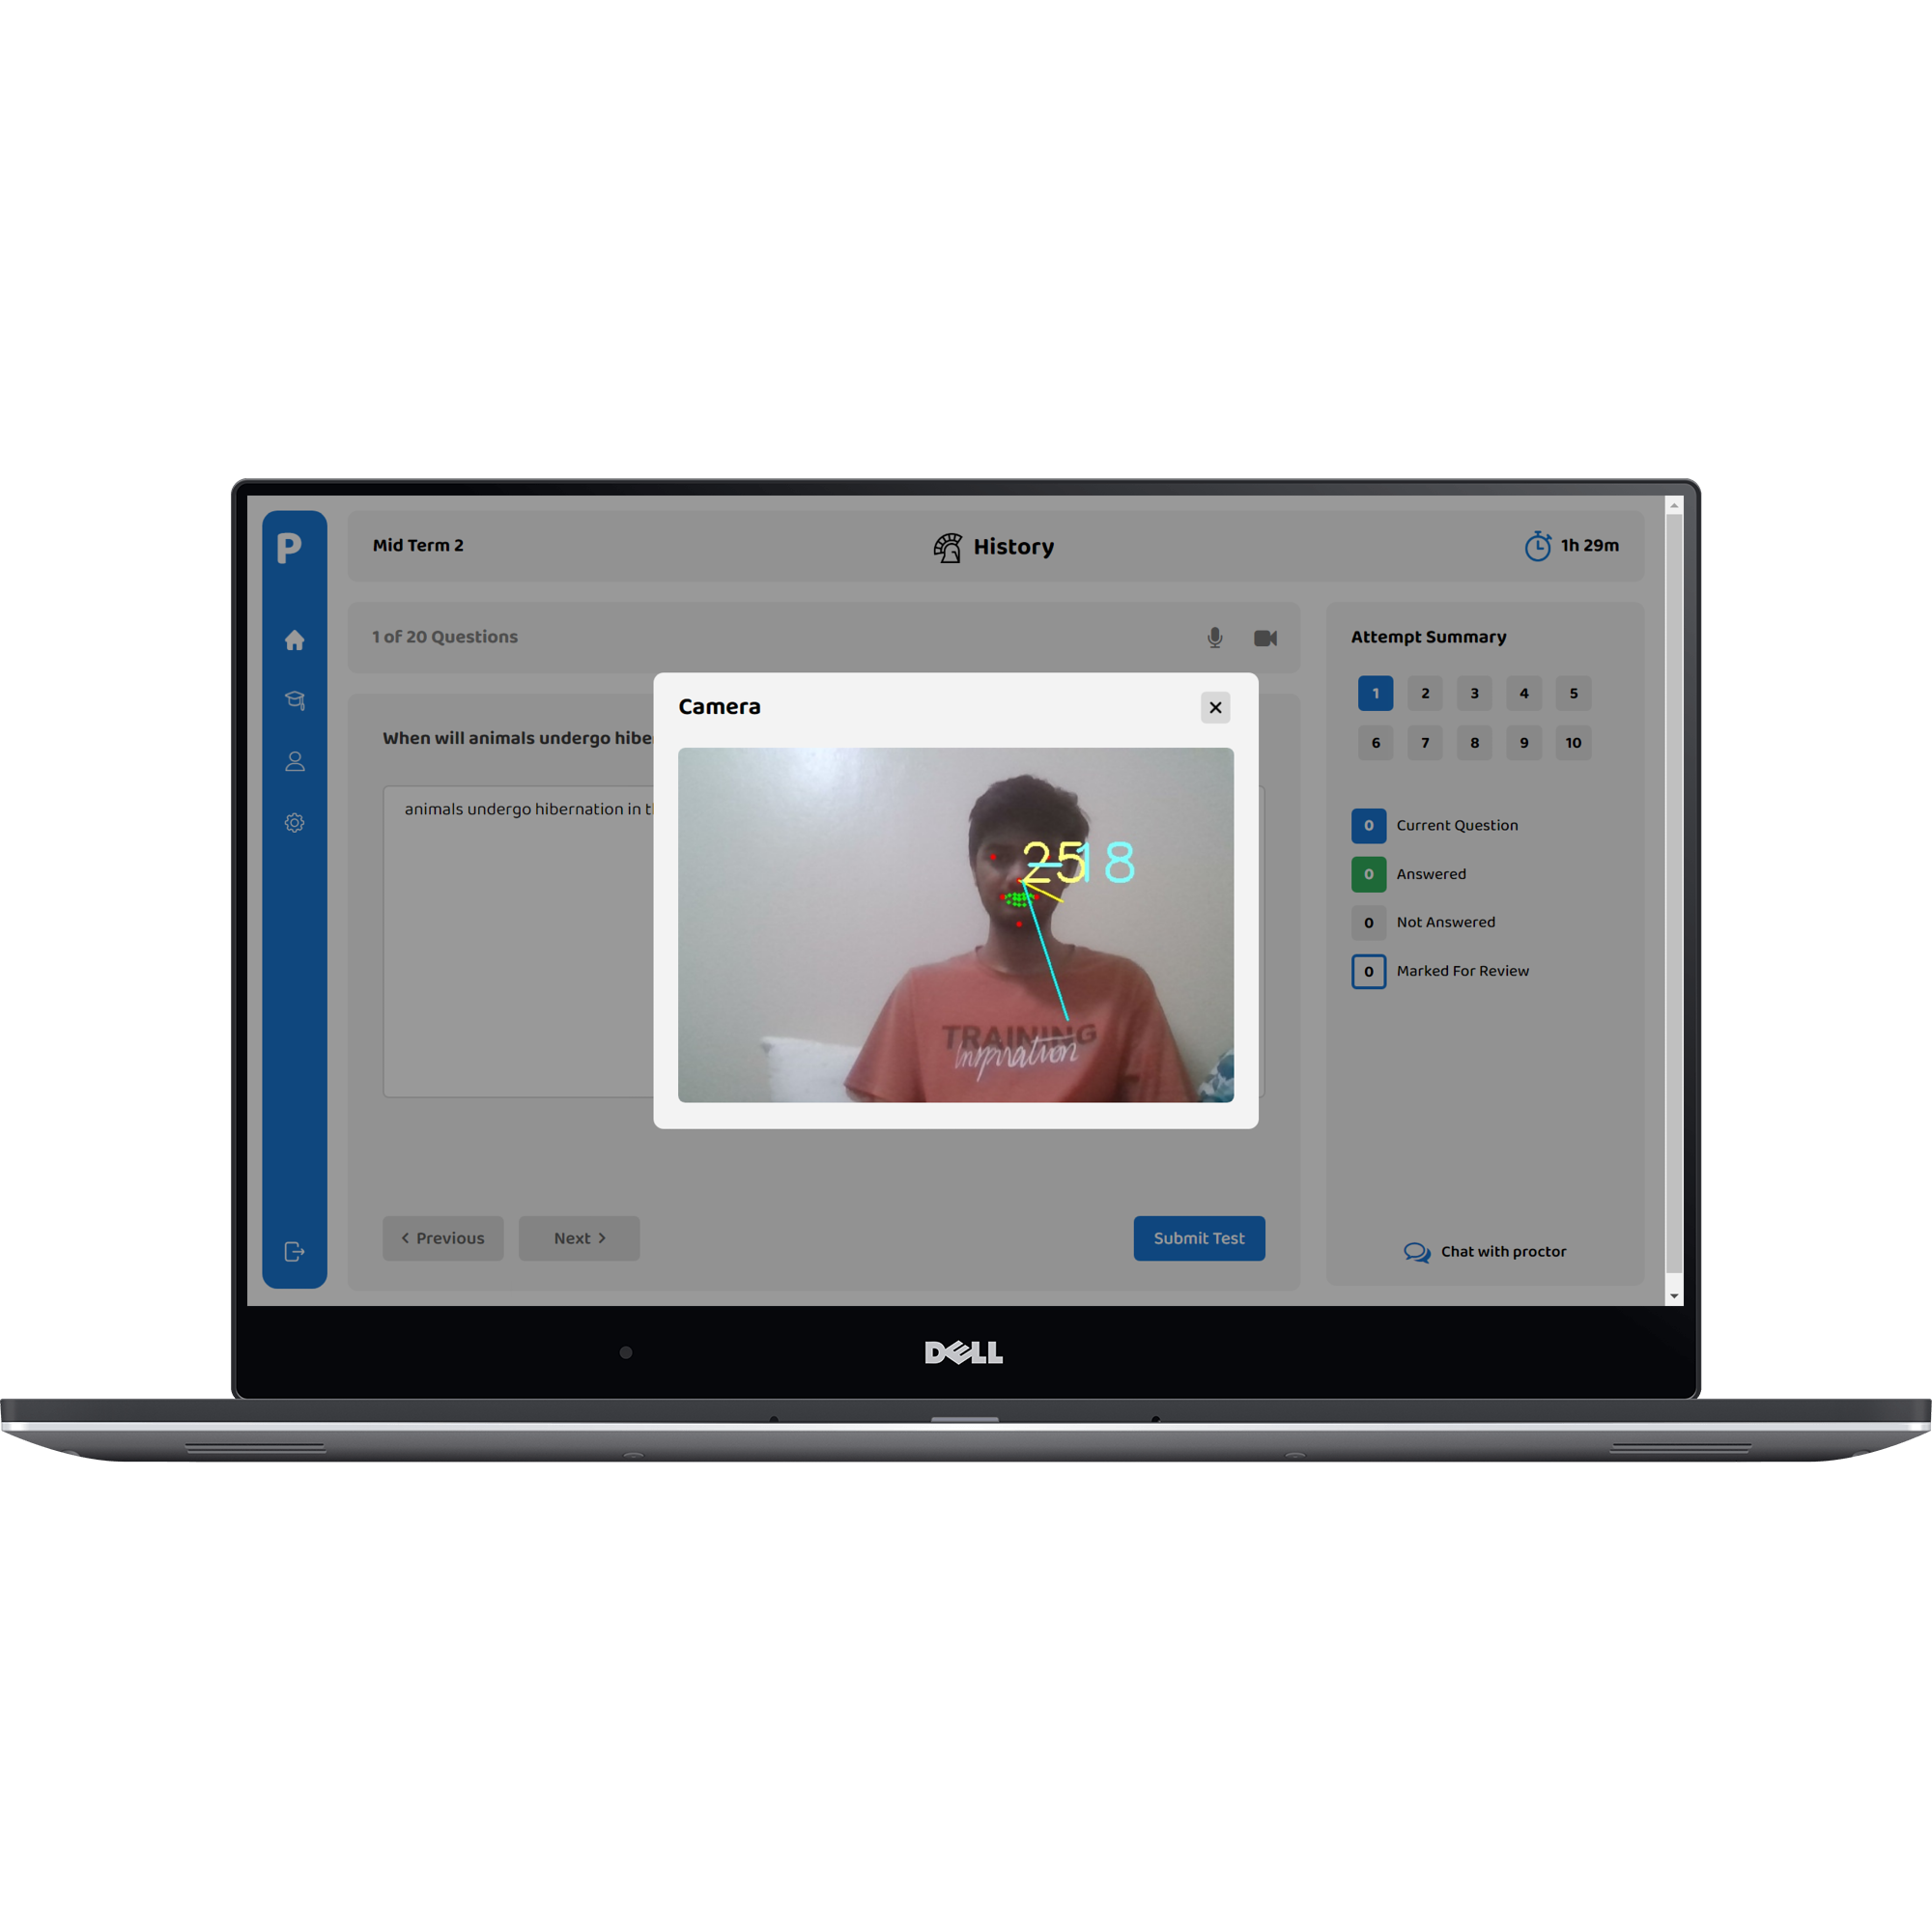 P
Mid Term 2
History
1h 29m
1 of 20 Questions
Attempt Summary
1 2 3 4 5
6 7 8 9 10
Camera
When will animals undergo hibe
animals undergo hibernation in t
25
-18
TRAINING
Inspiration
0 Current Question
0 Answered
0 Not Answered
0 Marked For Review
Previous
Next
Submit Test
Chat with proctor
DELL